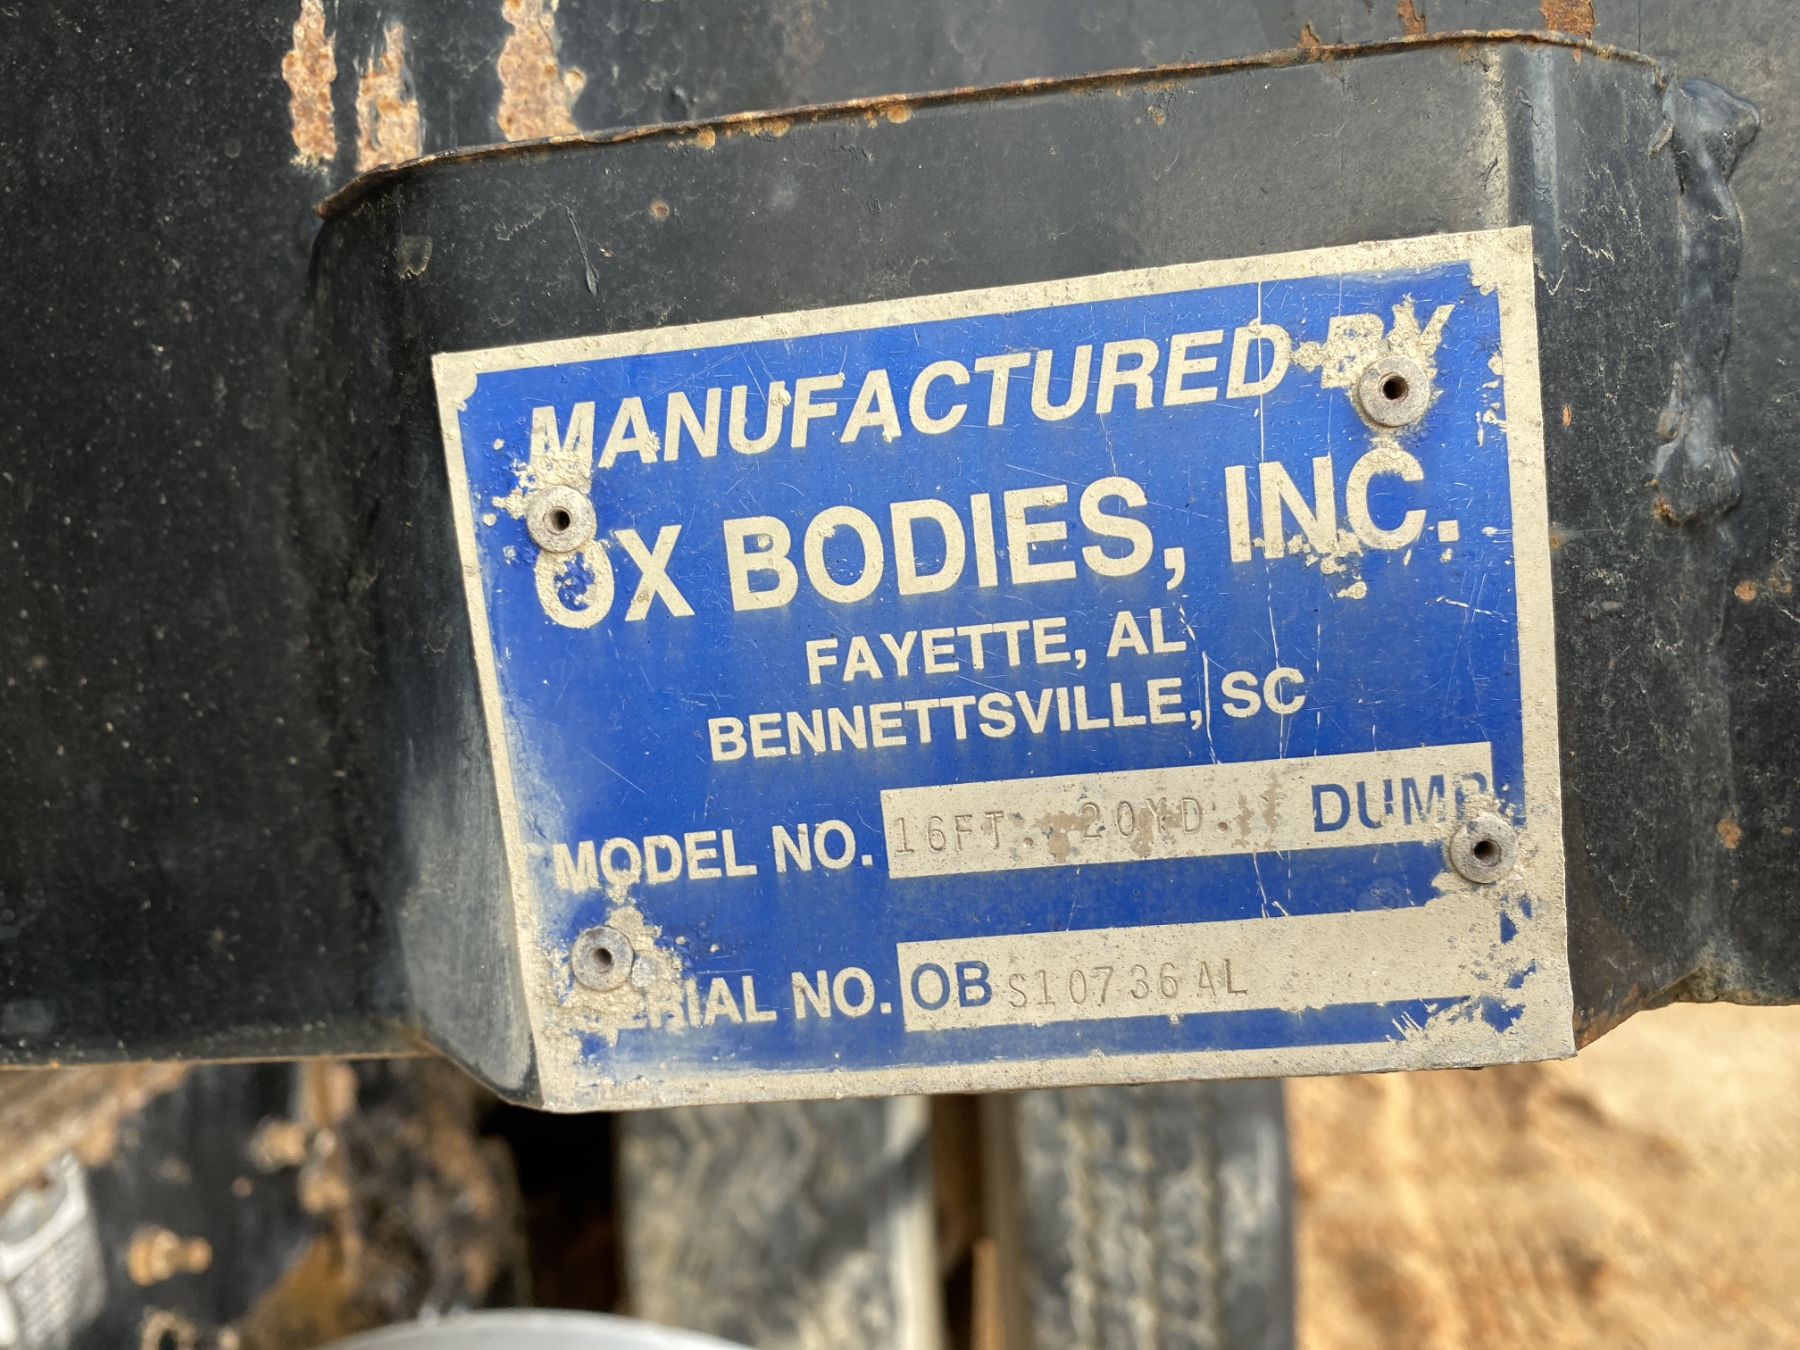 MANUFACTURED BY
OX BODIES, INC.
FAYETTE, AL
BENNETTSVILLE, SC
MODEL NO. 16FT. 20YD. DUMP
SERIAL NO. OB S10736AL